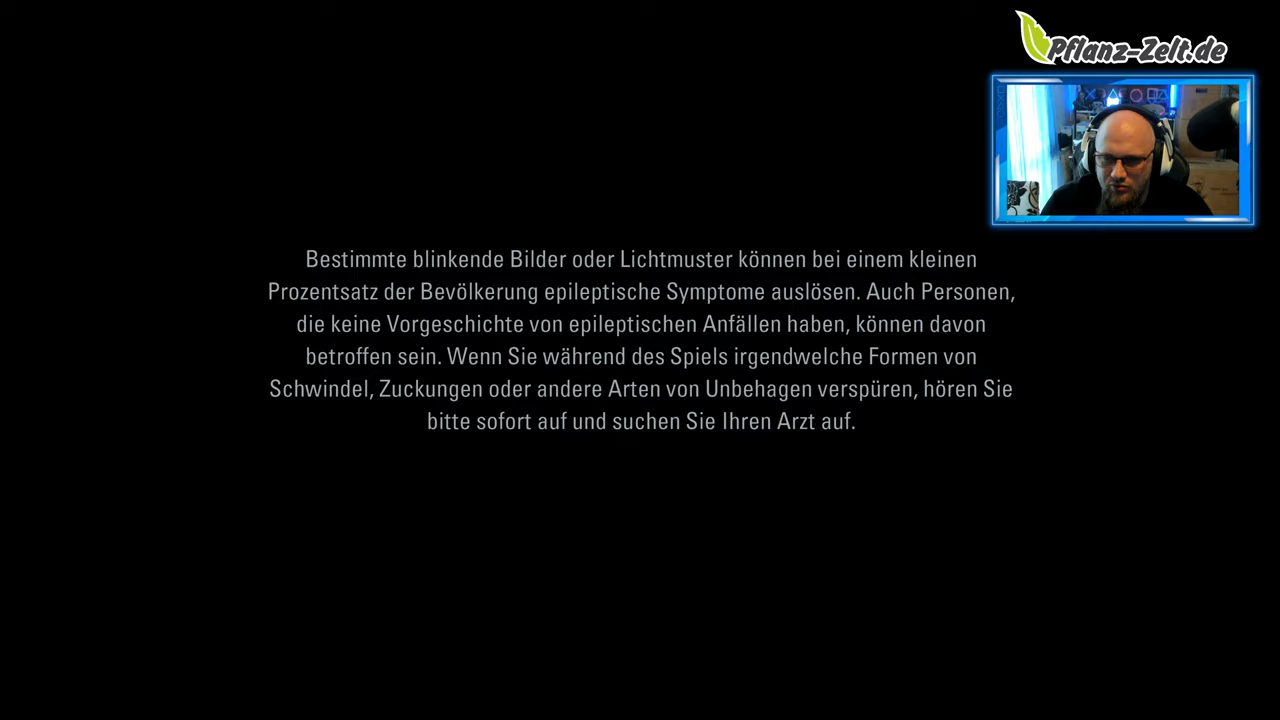 Pflanz-Zelt.de
Bestimmte blinkende Bilder oder Lichtmuster können bei einem kleinen
Prozentsatz der Bevölkerung epileptische Symptome auslösen. Auch Personen,
die keine Vorgeschichte von epileptischen Anfällen haben, können davon
betroffen sein. Wenn Sie während des Spiels irgendwelche Formen von
Schwindel, Zuckungen oder andere Arten von Unbehagen verspüren, hören Sie
bitte sofort auf und suchen Sie Ihren Arzt auf.